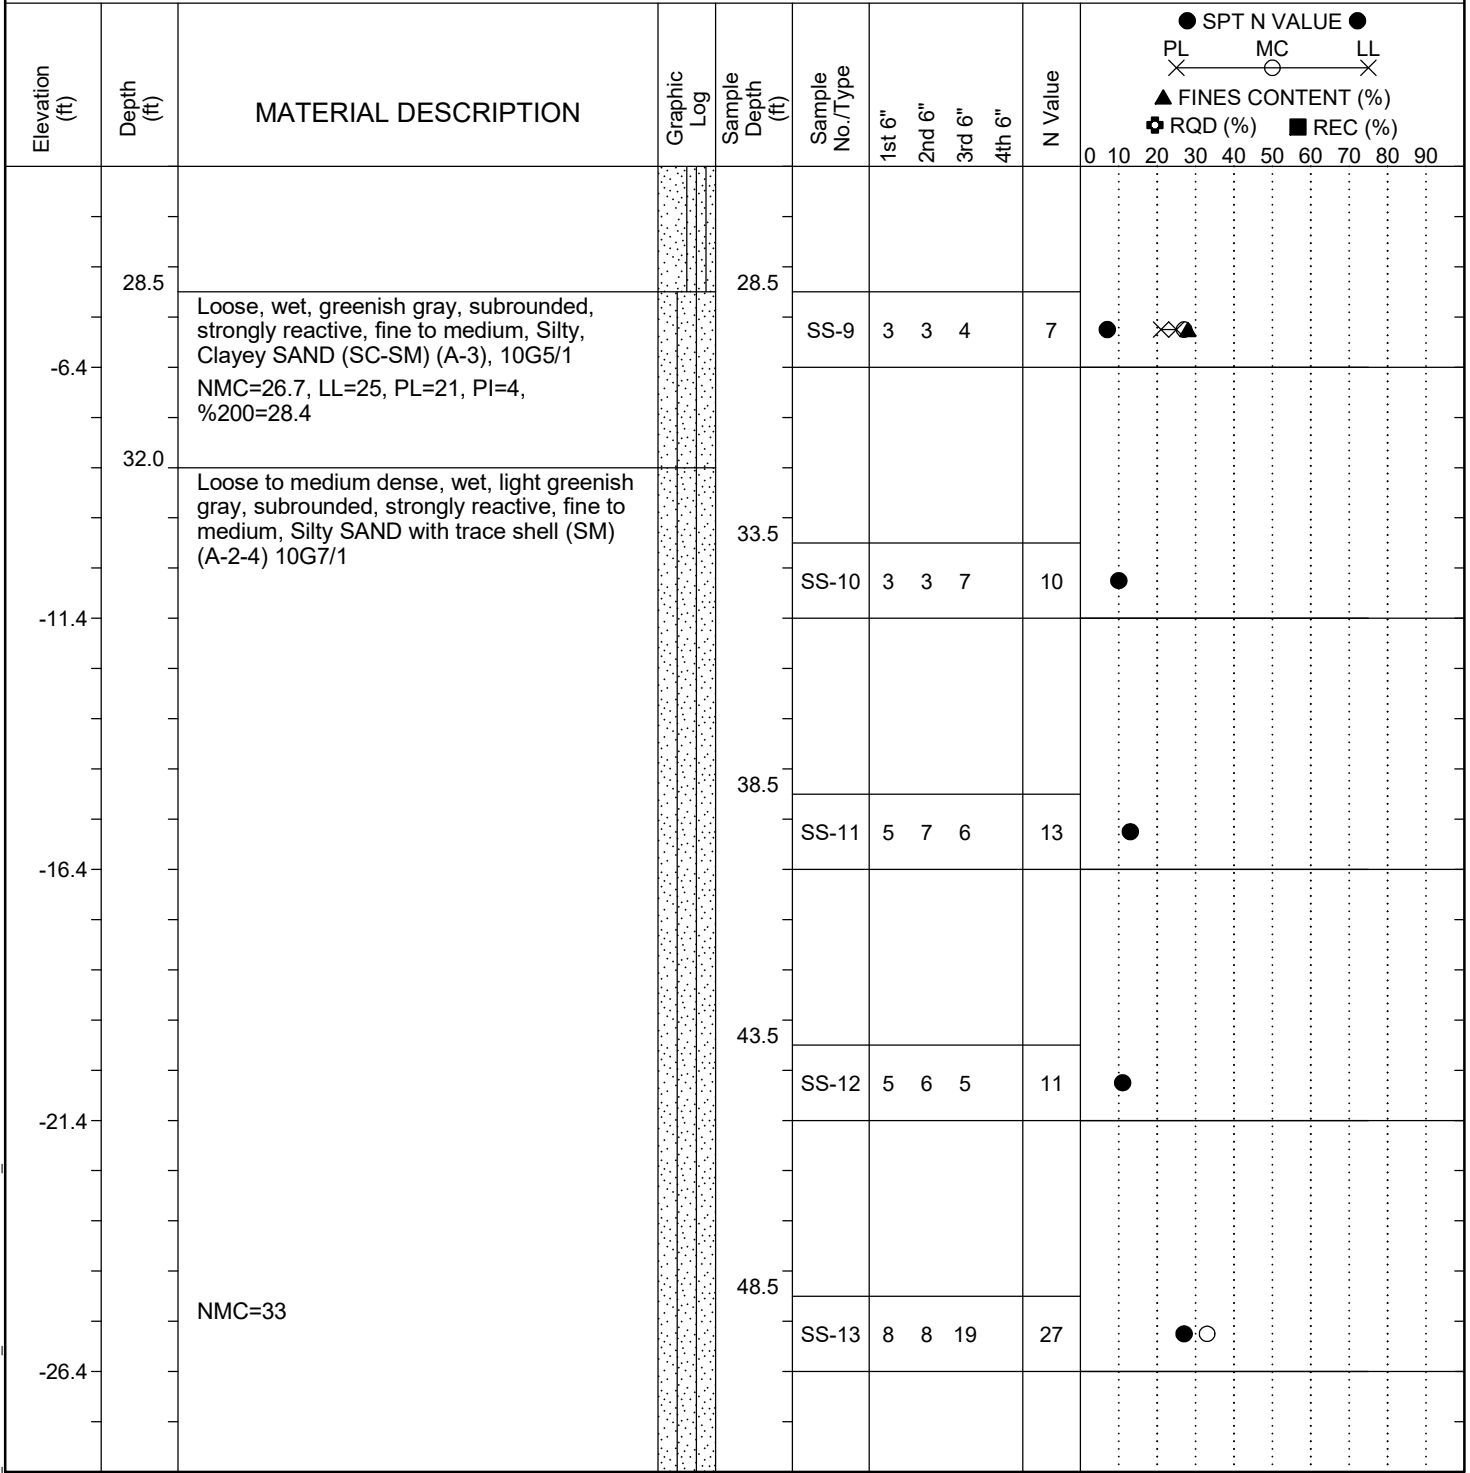 ● SPT N VALUE ●
PL MC LL
▲ FINES CONTENT (%)
RQD (%) ■ REC (%)
0 10 20 30 40 50 60 70 80 90
Elevation
(ft)
Depth
(ft)
MATERIAL DESCRIPTION
Graphic
Log
Sample
Depth
(ft)
Sample
No./Type
1st 6"
2nd 6"
3rd 6"
4th 6"
N Value
28.5
28.5
Loose, wet, greenish gray, subrounded,
strongly reactive, fine to medium, Silty,
Clayey SAND (SC-SM) (A-3), 10G5/1
SS-9 3 3 4 7
-6.4
NMC=26.7, LL=25, PL=21, PI=4,
%200=28.4
32.0
Loose to medium dense, wet, light greenish
gray, subrounded, strongly reactive, fine to
medium, Silty SAND with trace shell (SM)
(A-2-4) 10G7/1
33.5
SS-10 3 3 7 10
-11.4
38.5
SS-11 5 7 6 13
-16.4
43.5
SS-12 5 6 5 11
-21.4
48.5
NMC=33
SS-13 8 8 19 27
-26.4